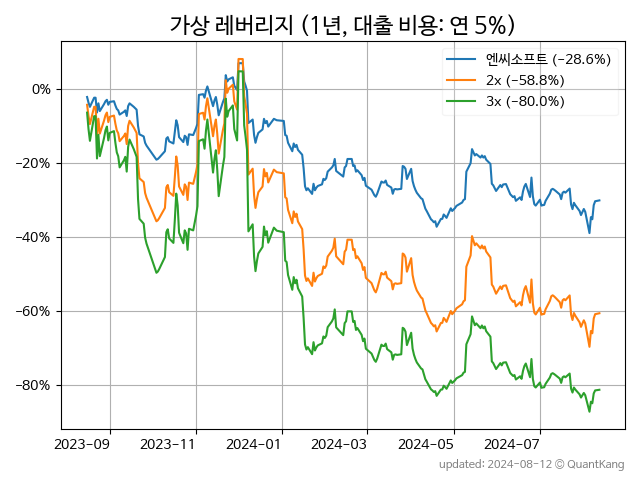 가상 레버리지 (1년, 대출 비용: 연 5%)
엔씨소프트 (−28.6%)
2x (−58.8%)
3x (−80.0%)
0%
−20%
−40%
−60%
−80%
2023-09 2023-11 2024-01 2024-03 2024-05 2024-07
updated: 2024-08-12 © QuantKang